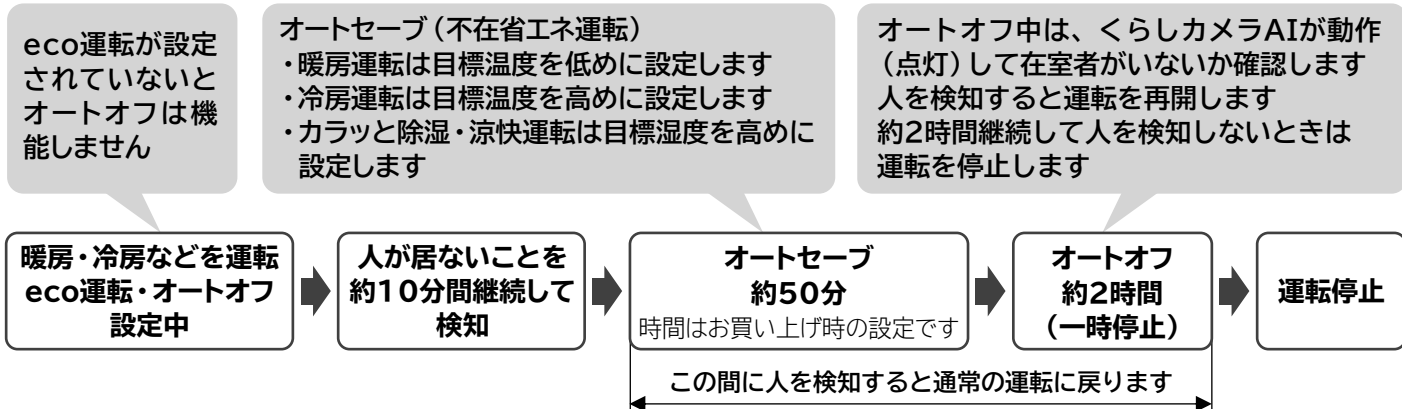 eco運転が設定
されていないと
オートオフは機
能しません
オートセーブ（不在省エネ運転）
・暖房運転は目標温度を低めに設定します
・冷房運転は目標温度を高めに設定します
・カラッと除湿・涼快運転は目標湿度を高めに
設定します
オートオフ中は、くらしカメラAIが動作
（点灯）して在室者がいないか確認します
人を検知すると運転を再開します
約2時間継続して人を検知しないときは
運転を停止します
暖房・冷房などを運転
eco運転・オートオフ
設定中
人が居ないことを
約10分間継続して
検知
オートセーブ
約50分
時間はお買い上げ時の設定です
オートオフ
約2時間
（一時停止）
運転停止
この間に人を検知すると通常の運転に戻ります